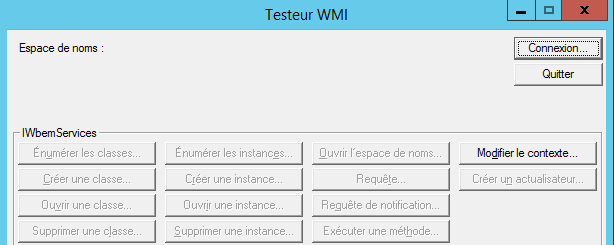 Testeur WMI
Espace de noms :
Connexion...
Quitter
IWbemServices
Énumérer les classes...
Énumérer les instances...
Ouvrir l'espace de noms...
Modifier le contexte...
Créer une classe...
Créer une instance...
Requête...
Créer un actualisateur...
Ouvrir une classe...
Ouvrir une instance...
Reguête de notification...
Supprimer une classe...
Supprimer une instance...
Exécuter une méthode...